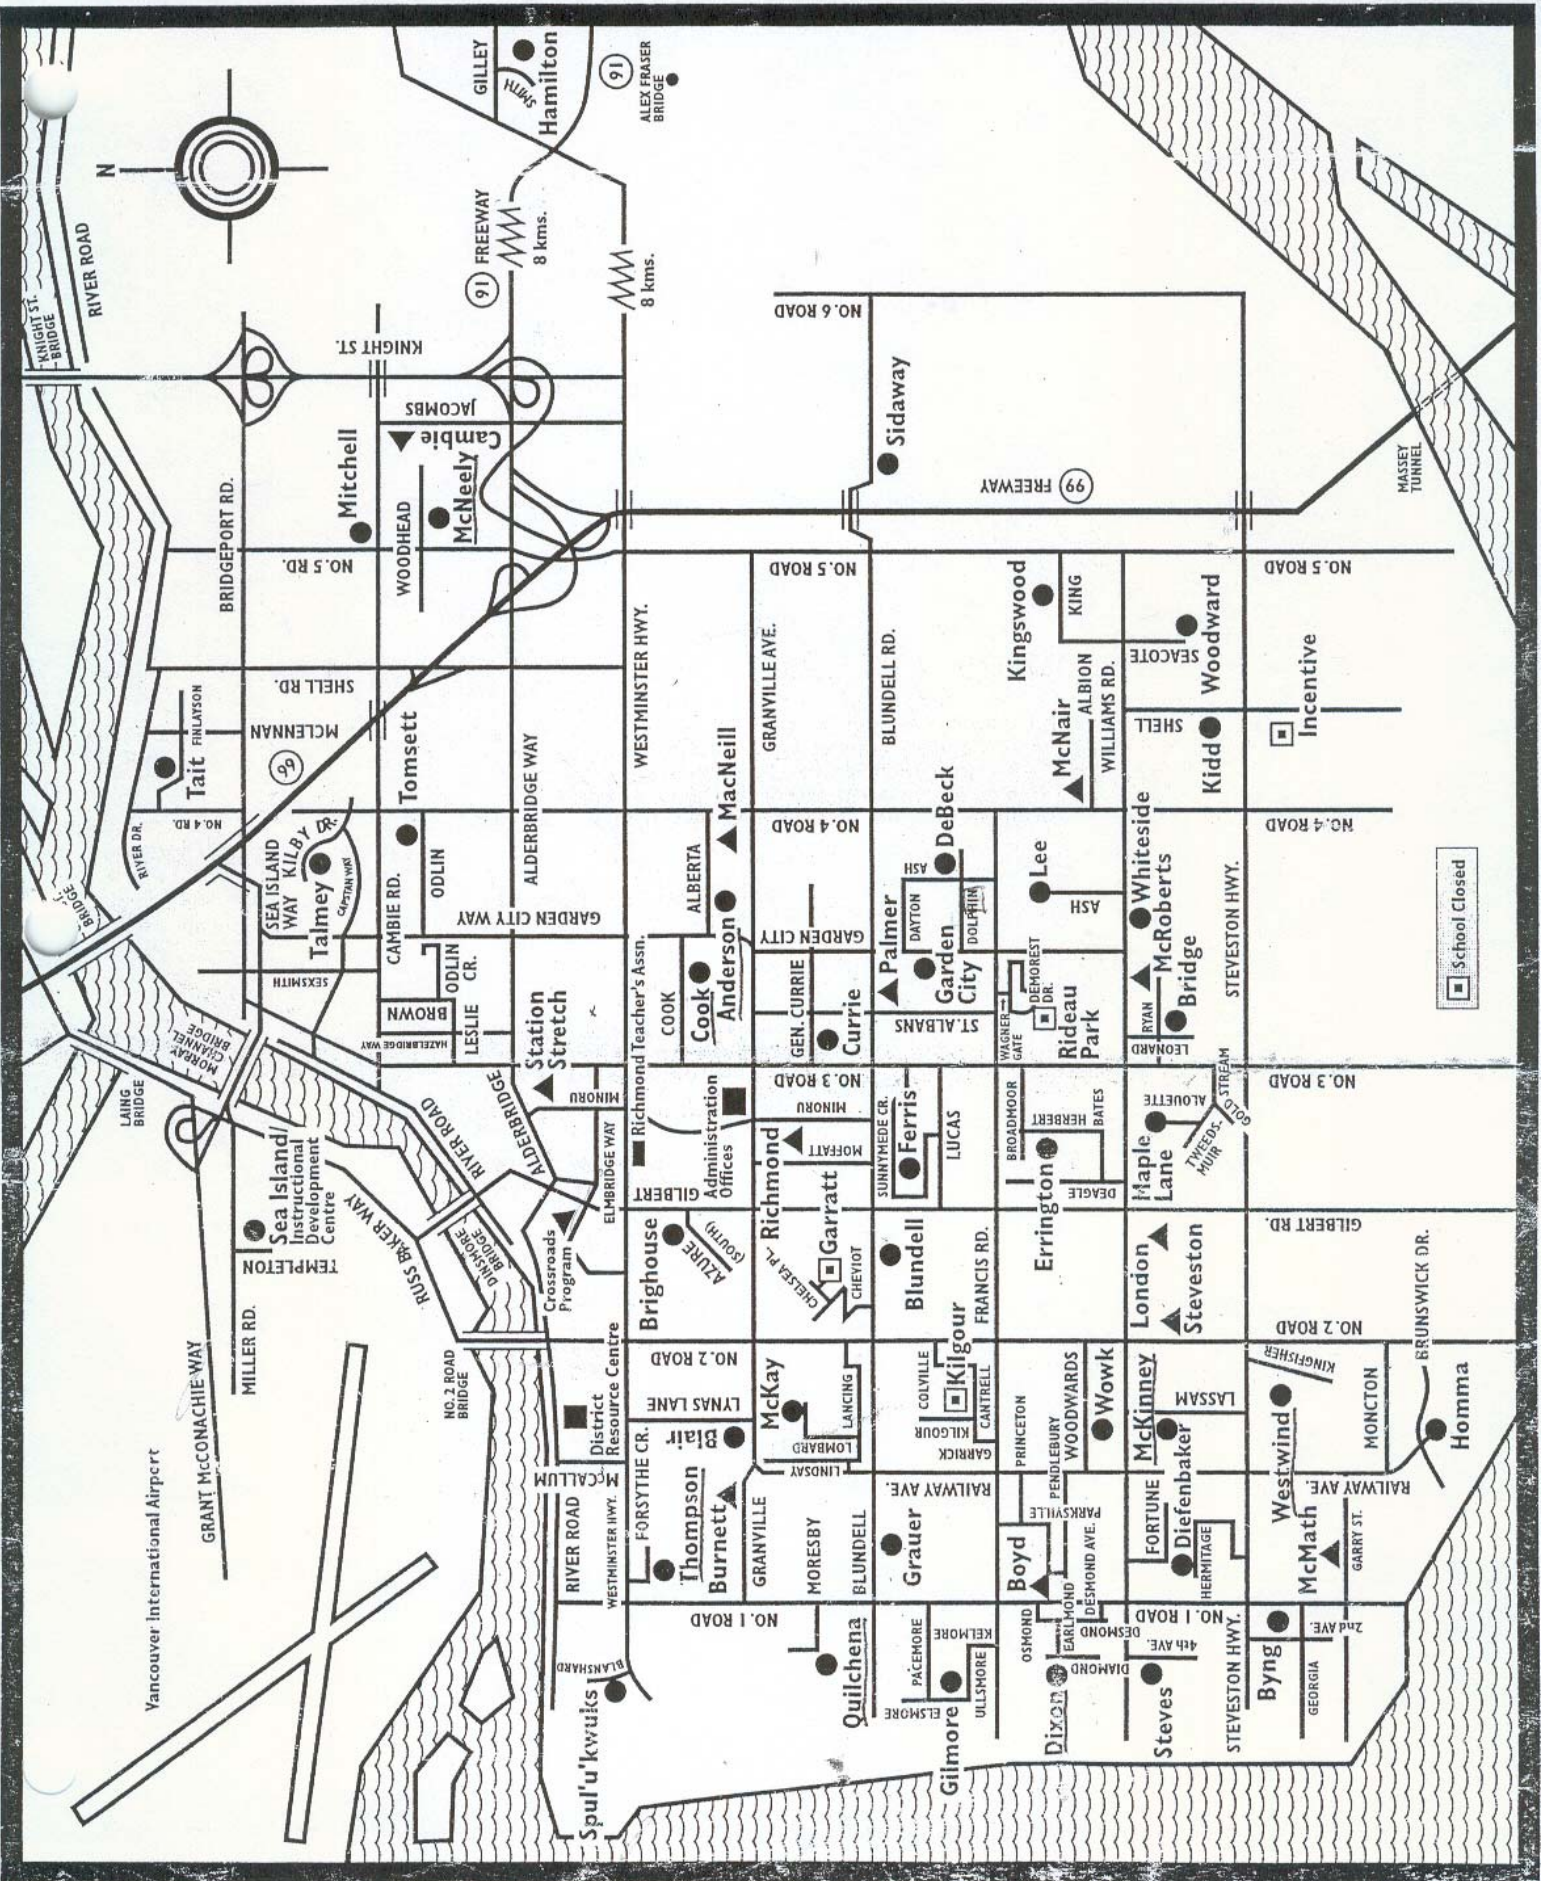 Vancouver International Airport
GRANT McCONACHIE WAY
MILLER RD.
TEMPLETON
Sea Island/
Instructional
Development
Centre
LAING
BRIDGE
MORAY
CHANNEL
BRIDGE
RUSS BAKER WAY
DINSMORE
BRIDGE
NO. 2 ROAD
BRIDGE
BRIDGE
KNIGHT ST.
BRIDGE
RIVER ROAD
N
RIVER DR.
NO. 4 RD.
Tait
FINLAYSON
MCLENNAN
SHELL RD.
BRIDGEPORT RD.
99
SEA ISLAND
WAY
KILBY DR.
Talmey
CAPSTAN WAY
SEXSMITH
NO. 5 RD.
Mitchell
KNIGHT ST.
CAMBIE RD.
Tomsett
WOODHEAD
McNeely
Cambie
JACOMBS
BROWN
HAZELBRIDGE WAY
LESLIE
ODLIN
CR.
ODLIN
GARDEN CITY WAY
ALDERBRIDGE WAY
91
FREEWAY
8 kms.
GILLEY
SMITH
Hamilton
91
ALEX FRASER
BRIDGE
8 kms.
RIVER ROAD
ALDERBRIDGE
Station
Stretch
MINORU
ELMBRIDGE WAY
Crossroads
Program
District
Resource Centre
McCALLUM
RIVER ROAD
BLANSHARD
Spul'u'kwuks
WESTMINSTER HWY.
FORSYTHE CR.
Richmond Teacher's Assn.
WESTMINSTER HWY.
Thompson
Burnett
Blair
LYNAS LANE
NO. 2 ROAD
Brighouse
AZURE
(SOUTH)
GILBERT
Administration
Offices
COOK
Cook
Anderson
ALBERTA
MacNeill
NO. 1 ROAD
GRANVILLE
McKay
LANCING
LOMBARD
LINDSAY
MORESBY
Quilchena
BLUNDELL
Richmond
MOFFATT
MINORU
NO. 3 ROAD
CHELSEA PL.
Garratt
CHEVIOT
GEN. CURRIE
Currie
GARDEN CITY
NO. 4 ROAD
GRANVILLE AVE.
NO. 5 ROAD
NO. 6 ROAD
BLUNDELL RD.
Sidaway
FREEWAY
99
Gilmore
ELSMORE
PACEMORE
KELMORE
ULLSMORE
Grauer
RAILWAY AVE.
COLVILLE
Kilgour
KILGOUR
CANTRELL
GARRICK
Blundell
FRANCIS RD.
SUNNYMEDE CR.
Ferris
LUCAS
ST. ALBANS
Palmer
Garden
City
DAYTON
DOLPHIN
ASH
DeBeck
Dixon
DIAMOND
OSMOND
EARLMOND
DESMOND
DESMOND AVE.
Boyd
PRINCETON
PARKSVILLE
PENDLEBURY
WOODWARDS
Wowk
Errington
BROADMOOR
HERBERT
BATES
DEAGLE
WAGNER
GATE
DEMOREST
DR.
Rideau
Park
Lee
ASH
McNair
ALBION
WILLIAMS RD.
Kingswood
KING
Steves
4th AVE.
NO. 1 ROAD
FORTUNE
Diefenbaker
HERMITAGE
McKinney
LASSAM
London
Steveston
Maple
Lane
ALOUETTE
TWEEDS-
MUIR
GOLD
STREAM
RYAN
LEONARD
Bridge
McRoberts
Whiteside
SHELL
Kidd
SEACOTE
Woodward
STEVESTON HWY.
STEVESTON HWY.
Byng
GEORGIA
2nd AVE.
McMath
GARRY ST.
Westwind
KINGFISHER
RAILWAY AVE.
MONCTON
Homma
BRUNSWICK DR.
NO. 2 ROAD
GILBERT RD.
NO. 3 ROAD
NO. 4 ROAD
Incentive
NO. 5 ROAD
MASSEY
TUNNEL
School Closed